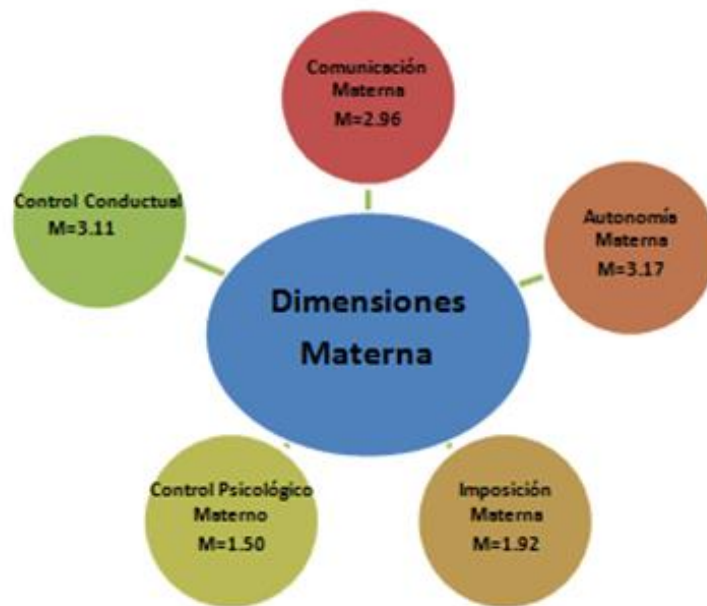 Comunicación
Materna
M=2.96
Control Conductual
M=3.11
Autonomía
Materna
M=3.17
Dimensiones
Materna
Control Psicológico
Materno
M=1.50
Imposición
Materna
M=1.92